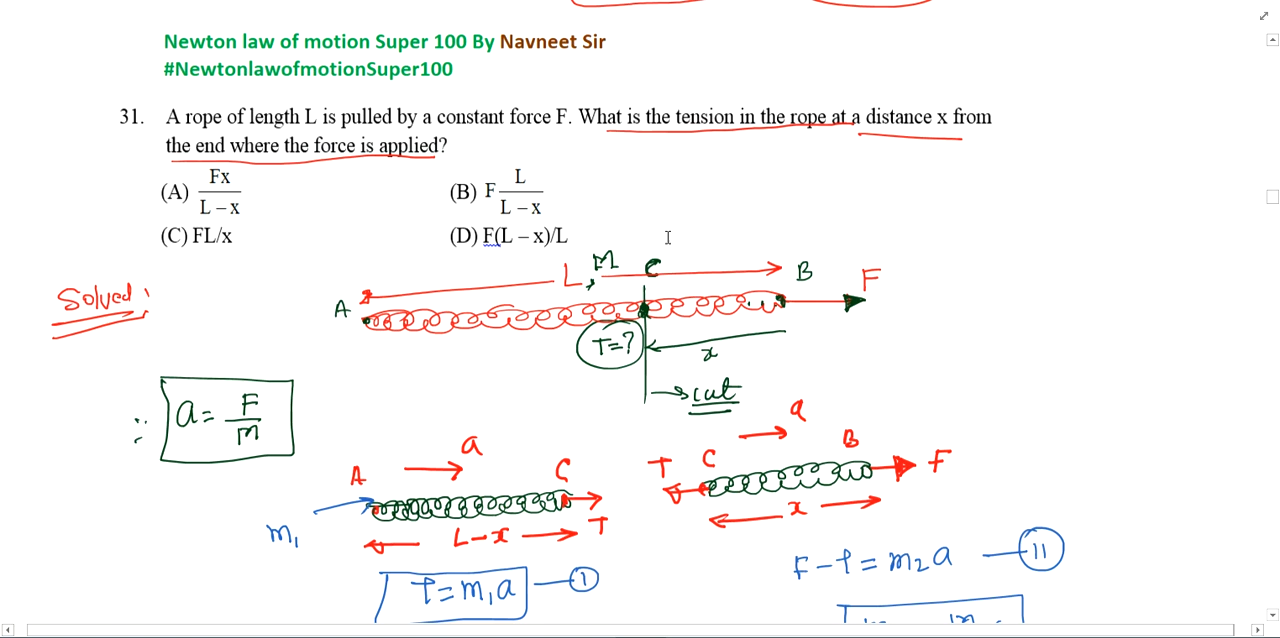 Newton law of motion Super 100 By Navneet Sir
#NewtonlawofmotionSuper100
31. A rope of length L is pulled by a constant force F. What is the tension in the rope at a distance x from
the end where the force is applied?
(A) Fx / L – x
(B) F L / L – x
(C) FL/x
(D) F(L – x)/L
Solved:
L, M C B F
A
T=? x
→ cut
∴ a = F/M
a
A C
m1
L-x T
a
T C B F
x
T = m1a — ①
F - T = m2a — ⑪